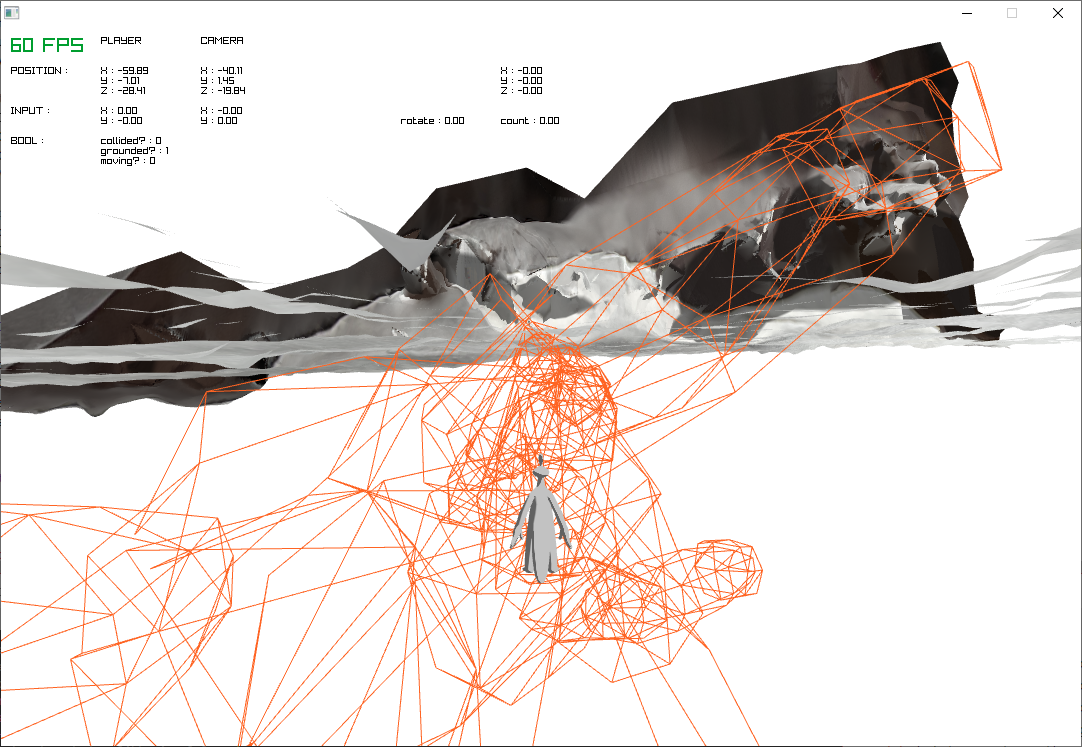 60 FPS PLAYER CAMERA
POSITION : X : -59.89 X : -40.11 X : -0.00
Y : -7.01 Y : 1.45 Y : -0.00
Z : -28.41 Z : -19.84 Z : -0.00
INPUT : X : 0.00 X : -0.00
Y : -0.00 Y : 0.00 rotate : 0.00 count : 0.00
BOOL : collided? : 0
grounded? : 1
moving? : 0